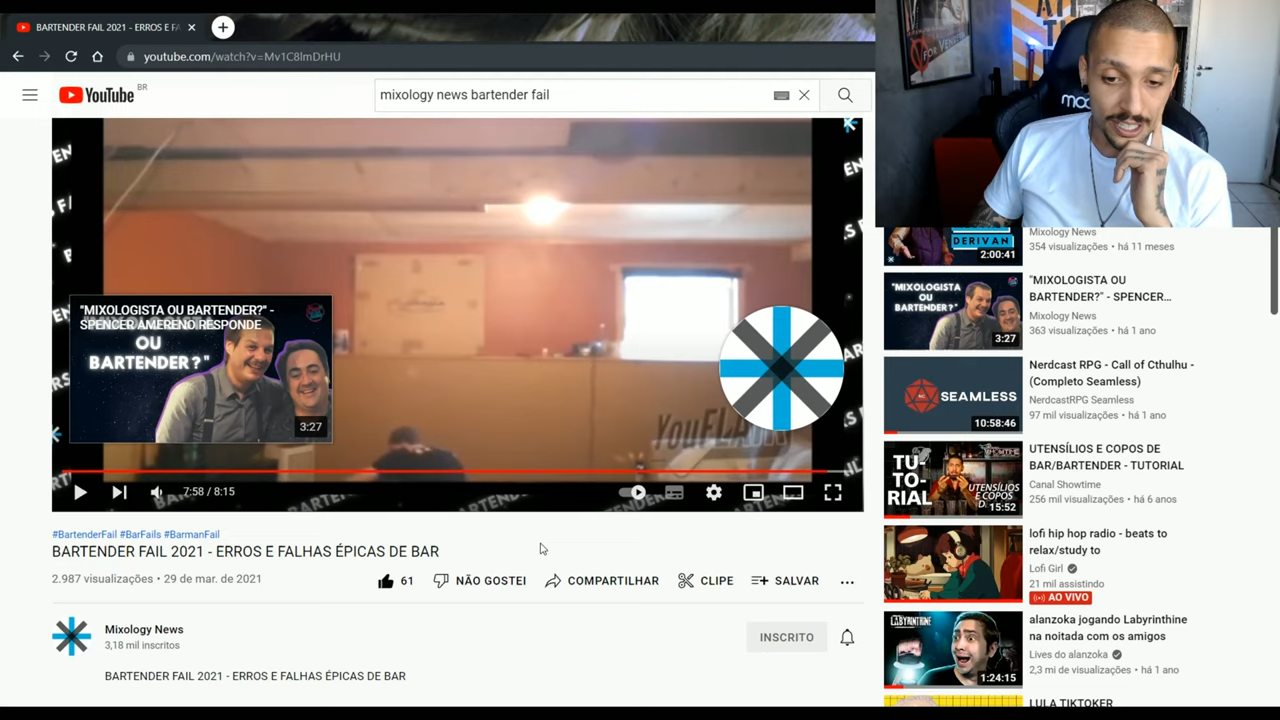 BARTENDER FAIL 2021 - ERROS E FA
youtube.com/watch?v=Mv1C8lmDrHU
YouTube BR
mixology news bartender fail
"MIXOLOGISTA OU BARTENDER?" -
SPENCER AMERENO RESPONDE
OU
BARTENDER?"
3:27
7:58 / 8:15
#BartenderFail #BarFails #BarmanFail
BARTENDER FAIL 2021 - ERROS E FALHAS ÉPICAS DE BAR
2.987 visualizações • 29 de mar. de 2021
61
NÃO GOSTEI
COMPARTILHAR
CLIPE
SALVAR
Mixology News
3,18 mil inscritos
INSCRITO
BARTENDER FAIL 2021 - ERROS E FALHAS ÉPICAS DE BAR
DERIVAN
2:00:41
Mixology News
354 visualizações • há 11 meses
"MIXOLOGISTA
OU
BARTENDER?"
3:27
"MIXOLOGISTA OU
BARTENDER?" - SPENCER...
Mixology News
363 visualizações • há 1 ano
SEAMLESS
10:58:46
Nerdcast RPG - Call of Cthulhu -
(Completo Seamless)
NerdcastRPG Seamless
97 mil visualizações • há 1 ano
TU-
TO-
RIAL
UTENSÍLIOS
E COPOS
15:52
UTENSÍLIOS E COPOS DE
BAR/BARTENDER - TUTORIAL
Canal Showtime
256 mil visualizações • há 6 anos
lofi hip hop radio - beats to
relax/study to
Lofi Girl
21 mil assistindo
AO VIVO
LABYRINTHINE
1:24:15
alanzoka jogando Labyrinthine
na noitada com os amigos
Lives do alanzoka
2,3 mi de visualizações • há 1 ano
LULA TIKTOKER